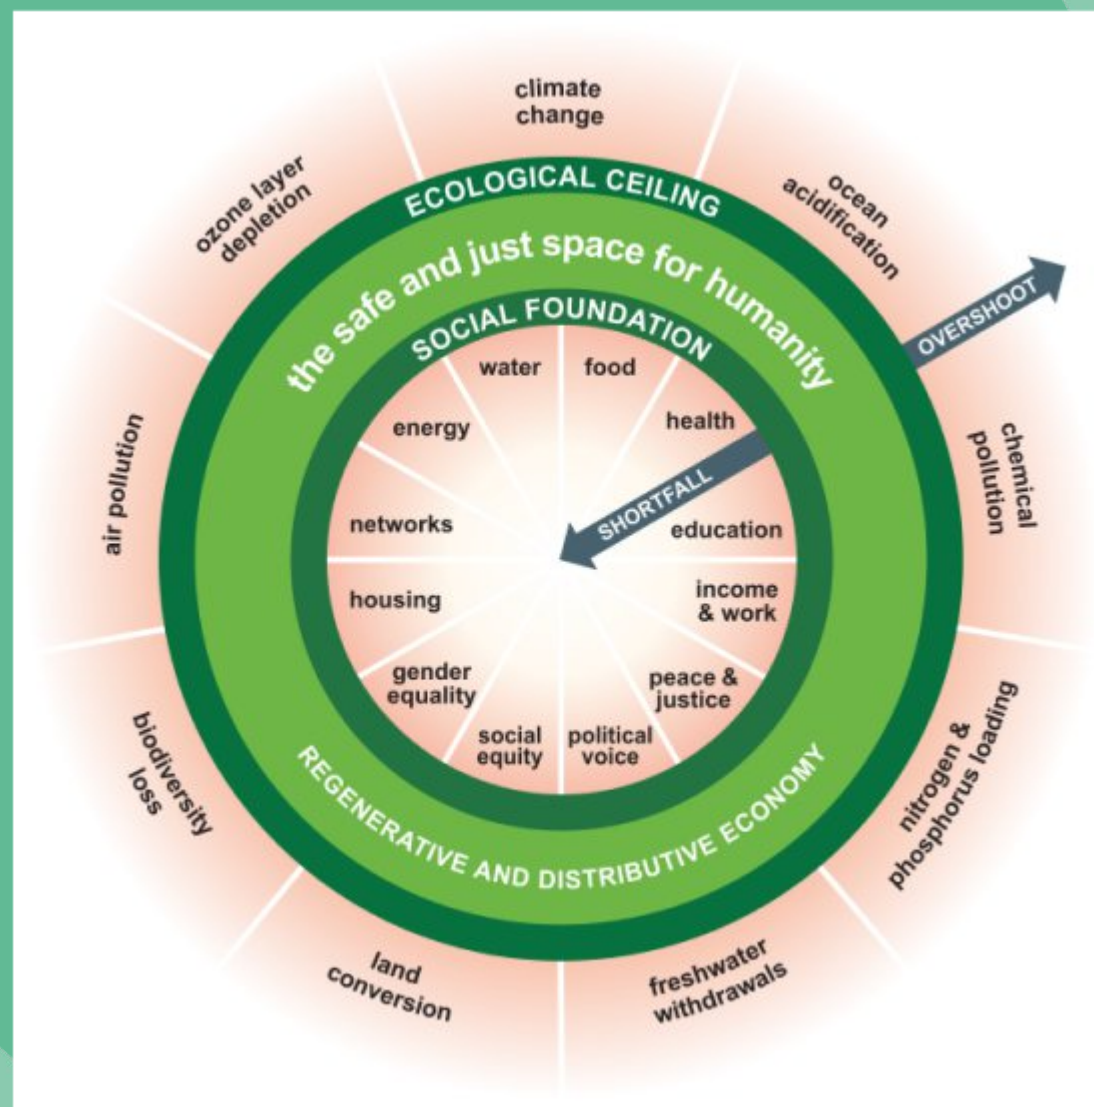 climate
change
ocean
acidification
OVERSHOOT
chemical
pollution
nitrogen &
phosphorus loading
freshwater
withdrawals
land
conversion
biodiversity
loss
air pollution
ozone layer
depletion
ECOLOGICAL CEILING
the safe and just space for humanity
SOCIAL FOUNDATION
water
food
health
SHORTFALL
education
income
& work
peace &
justice
political
voice
social
equity
gender
equality
housing
networks
energy
REGENERATIVE AND DISTRIBUTIVE ECONOMY